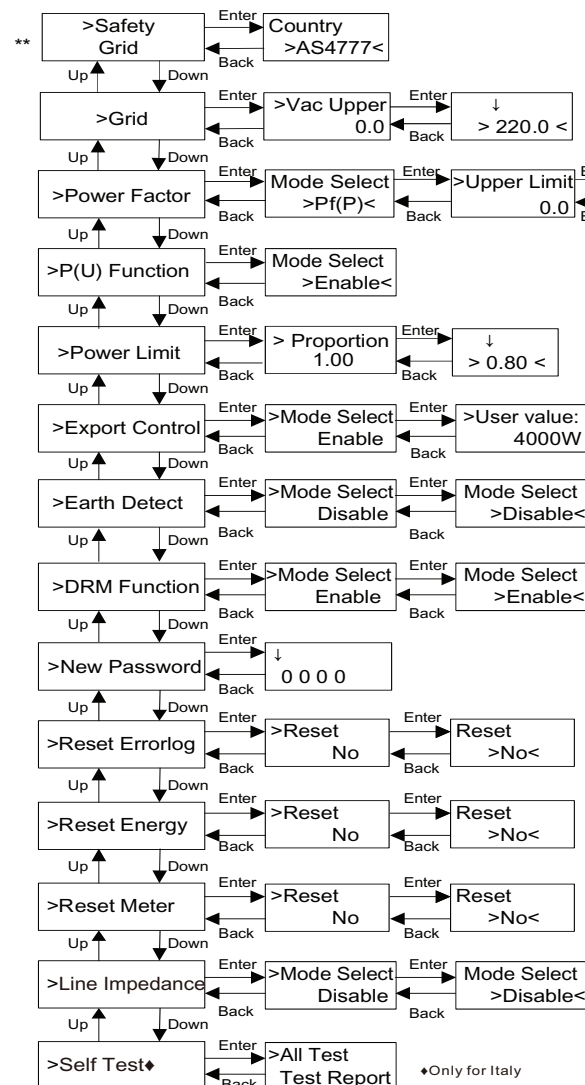 Enter
>Safety
Grid
Country
>AS4777<
**
Back
Up
Down
Enter
Enter
>Grid
>Vac Upper
0.0
↓
> 220.0 <
Back
Back
Up
Down
Enter
Enter
>Power Factor
Mode Select
>Pf(P)<
>Upper Limit
0.0
Back
Back
Up
Down
Enter
>P(U) Function
Mode Select
>Enable<
Back
Up
Down
Enter
Enter
>Power Limit
> Proportion
1.00
↓
> 0.80 <
Back
Back
Up
Down
Enter
Enter
>Export Control
>Mode Select
Enable
>User value:
4000W
Back
Back
Up
Down
Enter
Enter
>Earth Detect
>Mode Select
Disable
Mode Select
>Disable<
Back
Back
Up
Down
Enter
Enter
>DRM Function
>Mode Select
Enable
Mode Select
>Enable<
Back
Back
Up
Down
Enter
>New Password
↓
0 0 0 0
Back
Up
Down
Enter
Enter
>Reset Errorlog
>Reset
No
Reset
>No<
Back
Back
Up
Down
Enter
Enter
>Reset Energy
>Reset
No
Reset
>No<
Back
Back
Up
Down
Enter
Enter
>Reset Meter
>Reset
No
Reset
>No<
Back
Back
Up
Down
Enter
Enter
>Line Impedance
>Mode Select
Disable
Mode Select
>Disable<
Back
Back
Up
Down
Enter
>Self Test♦
>All Test
Test Report
♦Only for Italy
Back